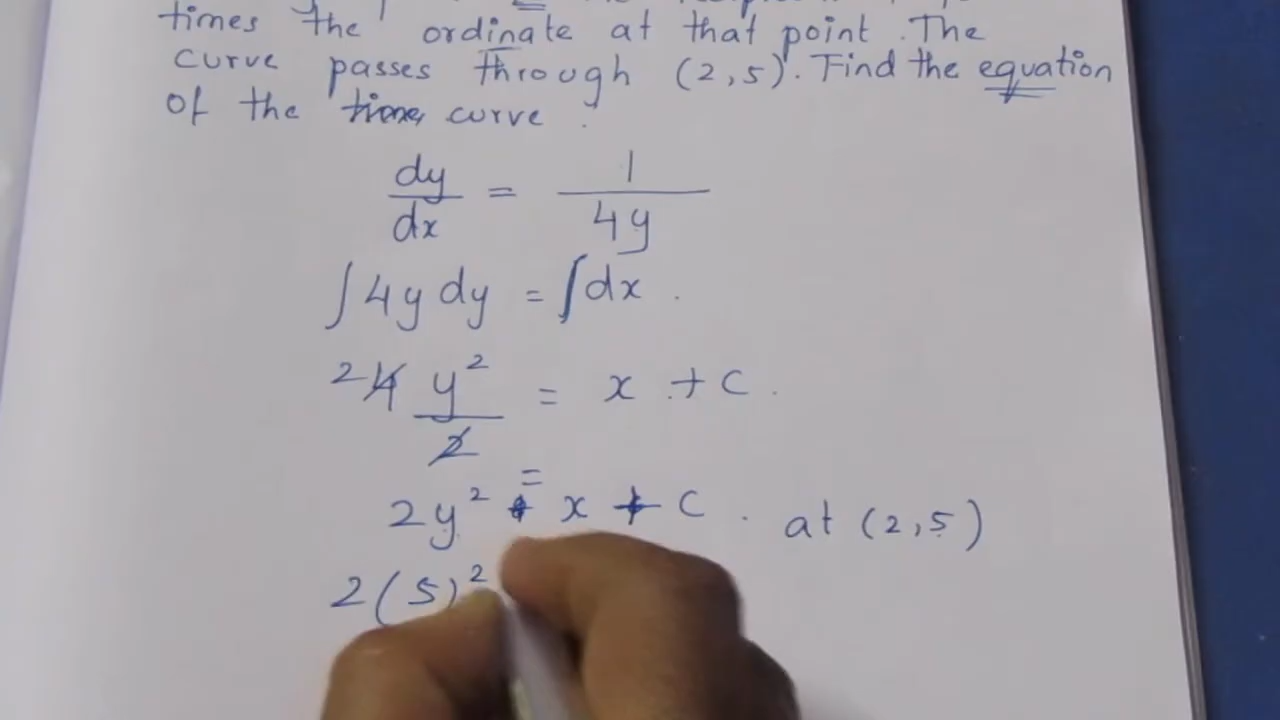 times the ordinate at that point. The
curve passes through (2,5). Find the equation
of the curve.
dy/dx = 1/4y
∫4y dy = ∫dx.
2 4 y²/2 = x + c.
2y² = x + c. at (2,5)
2(5)²